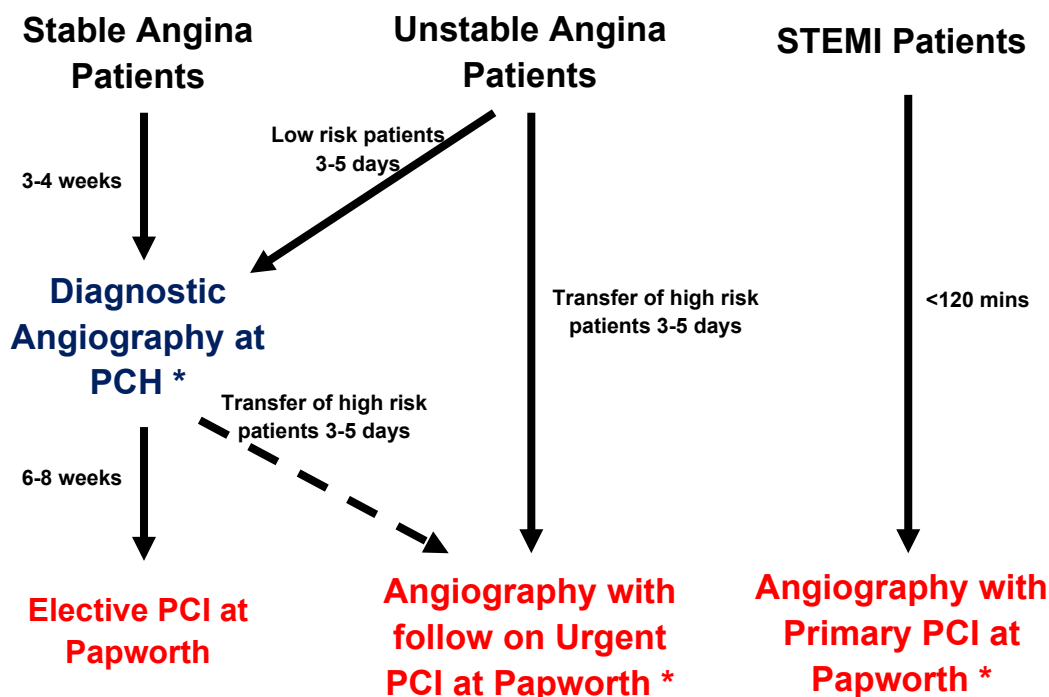 Stable Angina
Patients
Unstable Angina
Patients
STEMI Patients
Low risk patients
3-5 days
3-4 weeks
Diagnostic
Angiography at
PCH *
Transfer of high risk
patients 3-5 days
<120 mins
Transfer of high risk
patients 3-5 days
6-8 weeks
Elective PCI at
Papworth
Angiography with
follow on Urgent
PCI at Papworth *
Angiography with
Primary PCI at
Papworth *